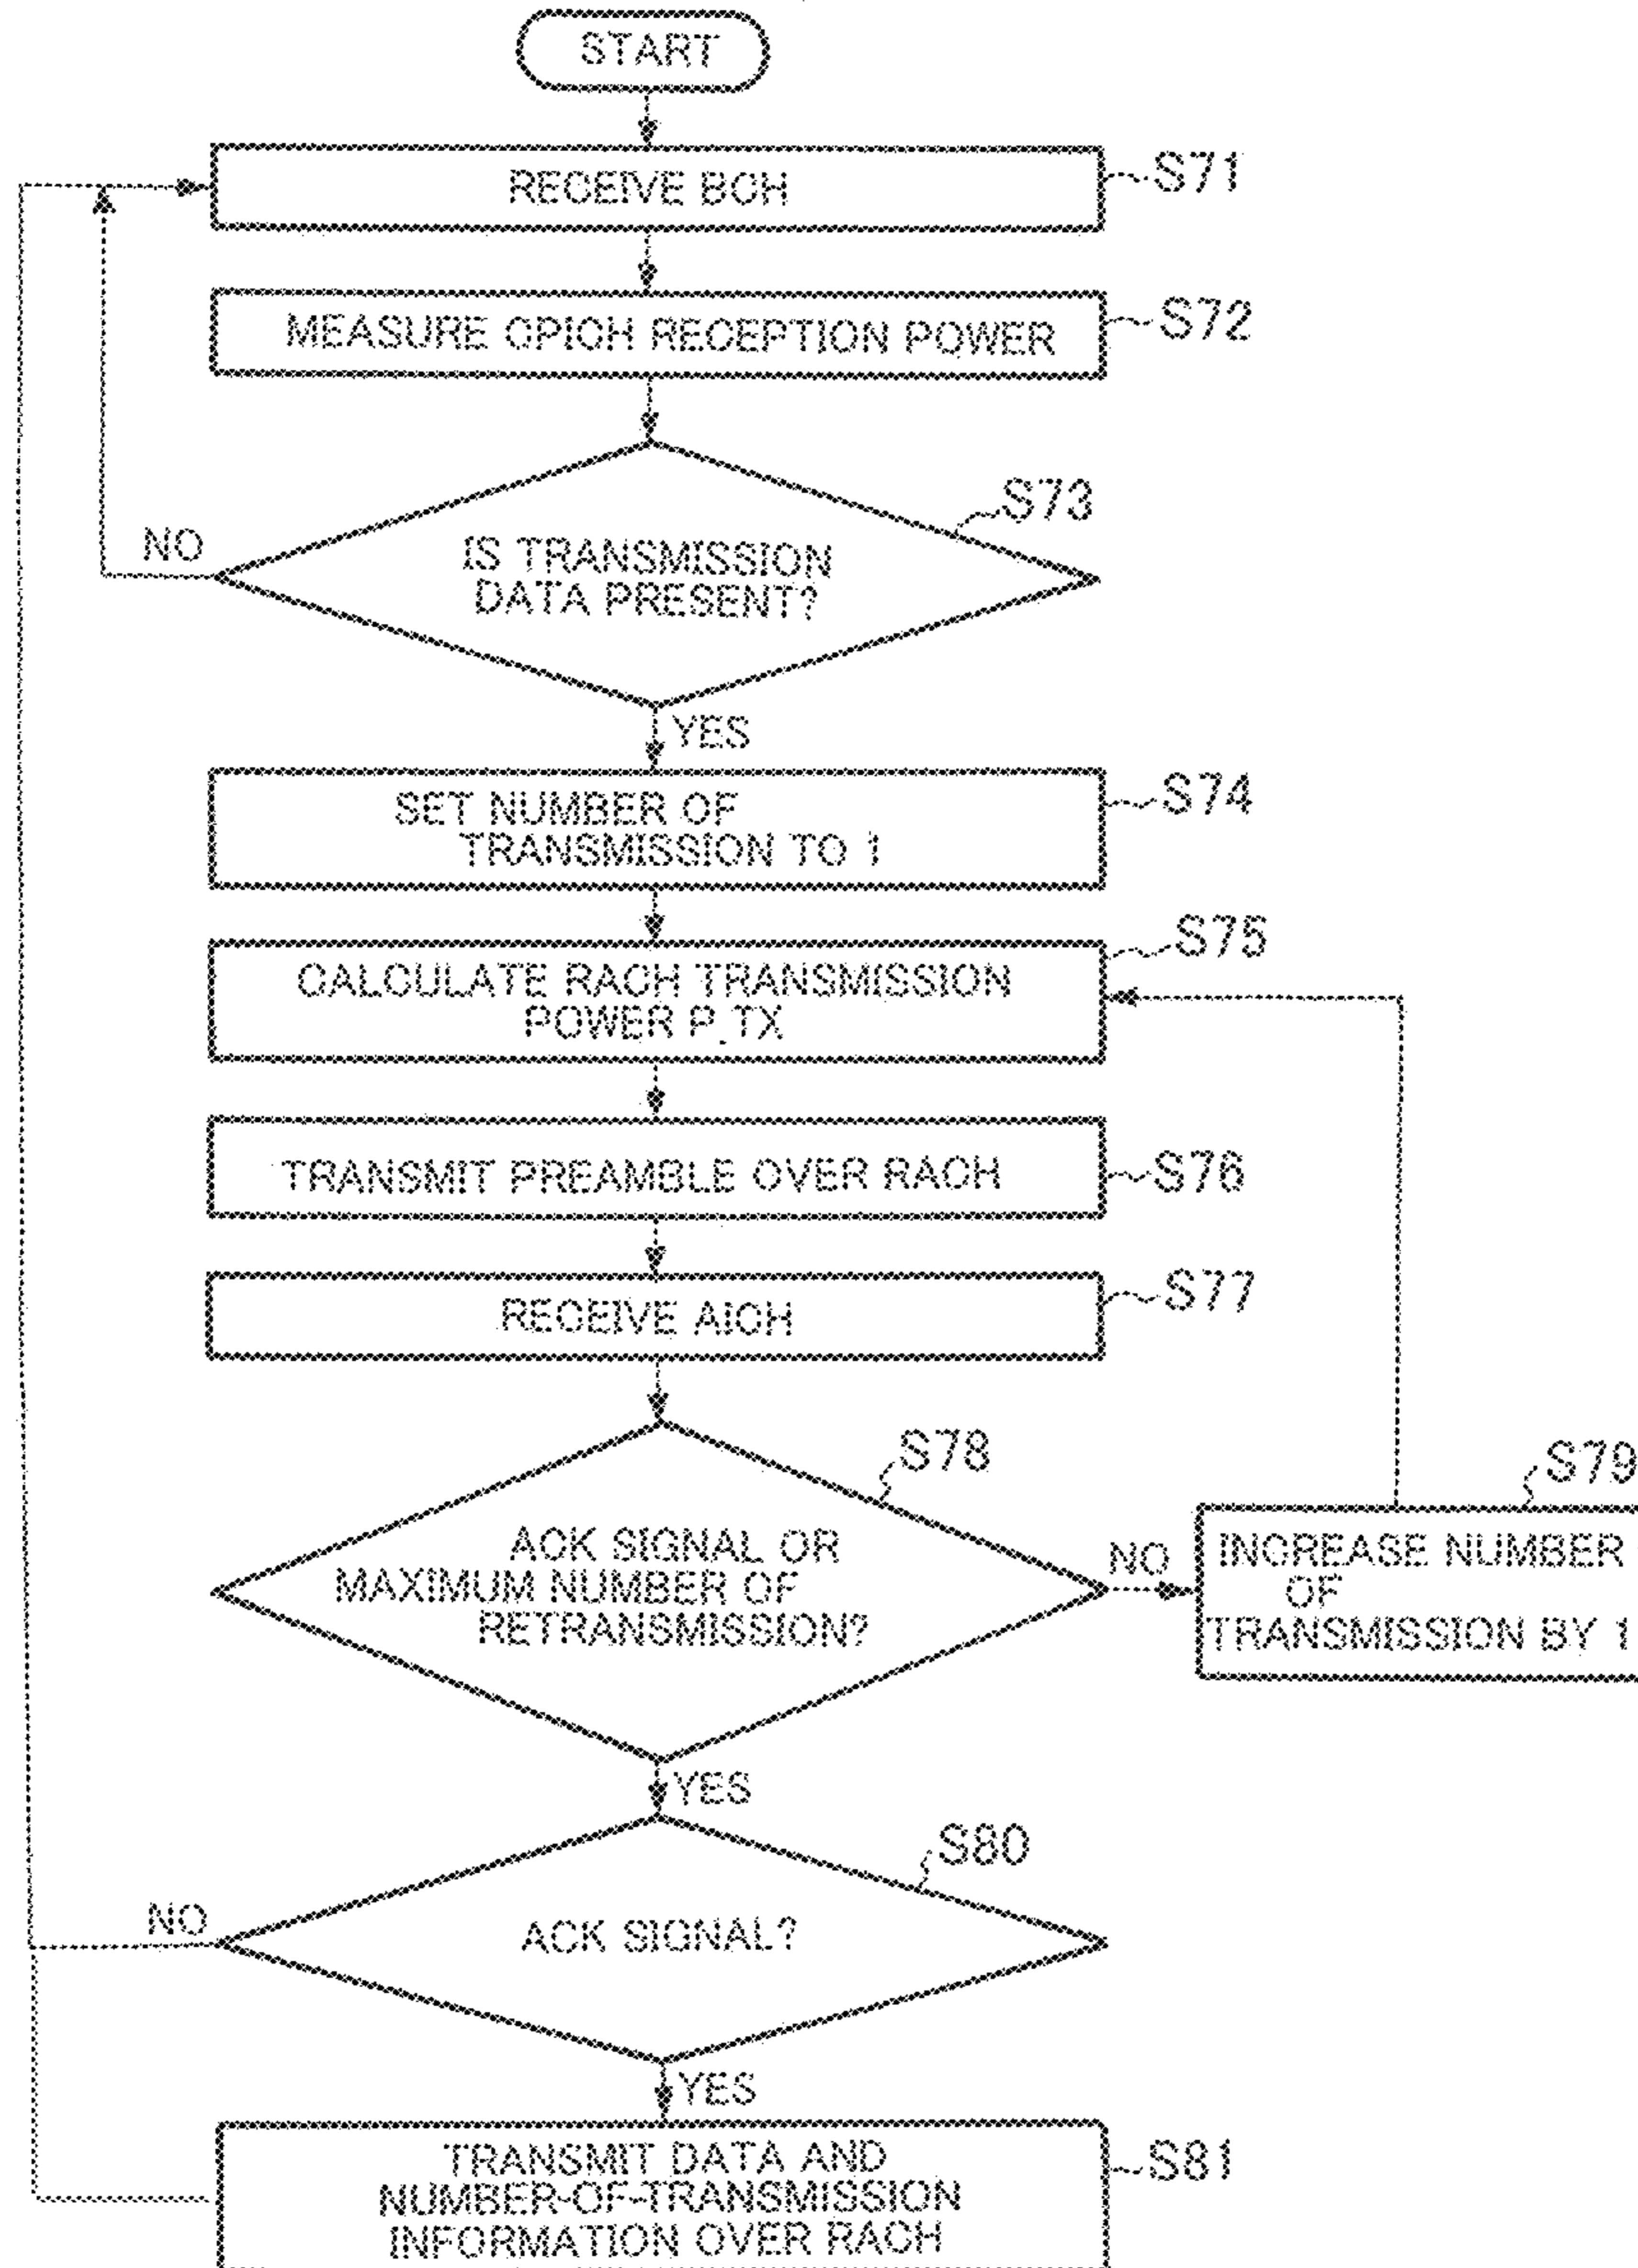 START
RECEIVE BCH
S71
MEASURE CPICH RECEPTION POWER
S72
S73
NO
IS TRANSMISSION
DATA PRESENT?
YES
SET NUMBER OF
TRANSMISSION TO 1
S74
S75
CALCULATE RACH TRANSMISSION
POWER P_TX
TRANSMIT PREAMBLE OVER RACH
S76
RECEIVE AICH
S77
S78
S79
ACK SIGNAL OR
MAXIMUM NUMBER OF
RETRANSMISSION?
NO
INCREASE NUMBER
OF
TRANSMISSION BY 1
YES
S80
NO
ACK SIGNAL?
YES
TRANSMIT DATA AND
NUMBER-OF-TRANSMISSION
INFORMATION OVER RACH
S81